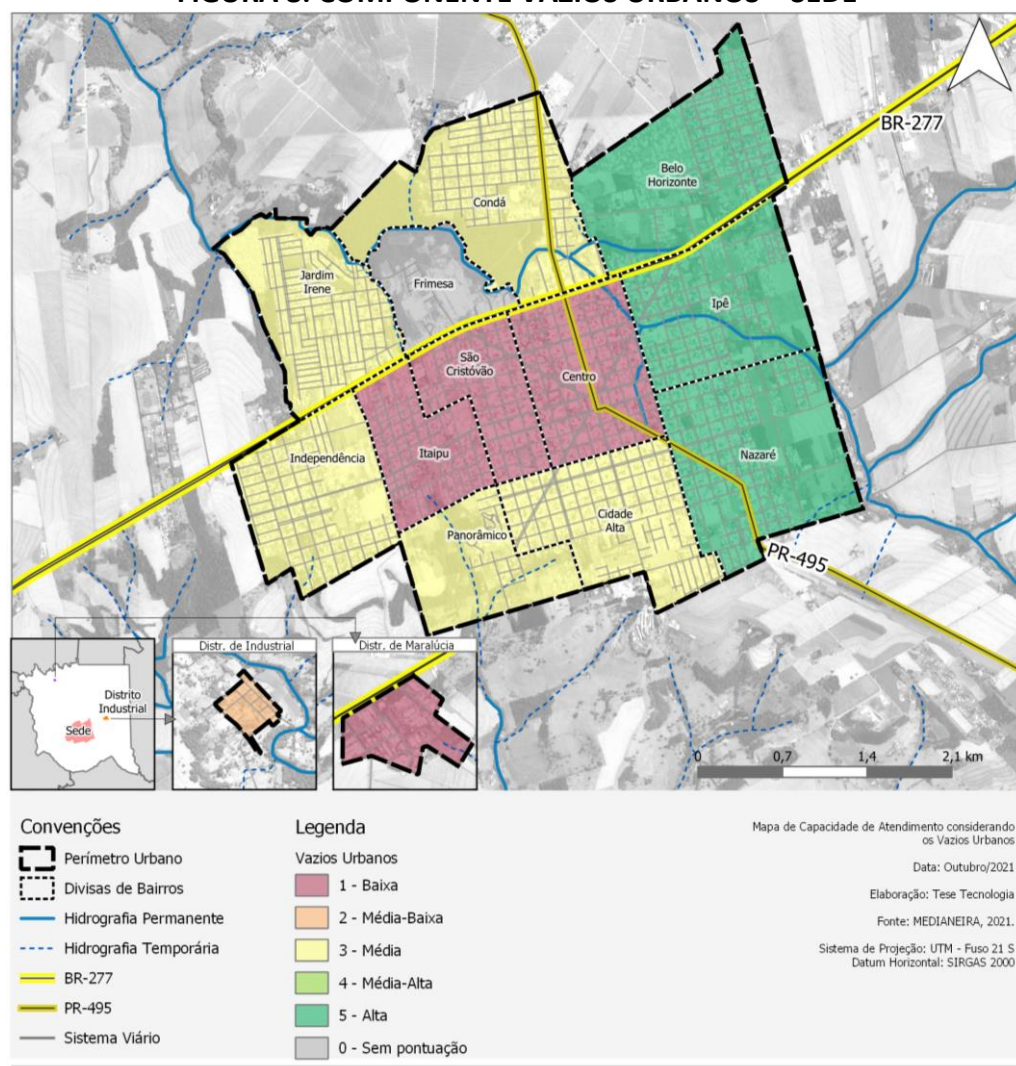 BR-277
Belo
Horizonte
Condá
Jardim
Irene
Frimesa
Ipê
São
Cristóvão
Centro
Independência
Itaipu
Nazaré
Cidade
Alta
Panorâmico
PR-495
Distr. de Industrial
Distr. de Maralúcia
Distrito
Industrial
Sede
0 0,7 1,4 2,1 km
Convenções
Perímetro Urbano
Divisas de Bairros
Hidrografia Permanente
Hidrografia Temporária
BR-277
PR-495
Sistema Viário
Legenda
Vazios Urbanos
1 - Baixa
2 - Média-Baixa
3 - Média
4 - Média-Alta
5 - Alta
0 - Sem pontuação
Mapa de Capacidade de Atendimento considerando
os Vazios Urbanos
Data: Outubro/2021
Elaboração: Tese Tecnologia
Fonte: MEDIANEIRA, 2021.
Sistema de Projeção: UTM - Fuso 21 S
Datum Horizontal: SIRGAS 2000